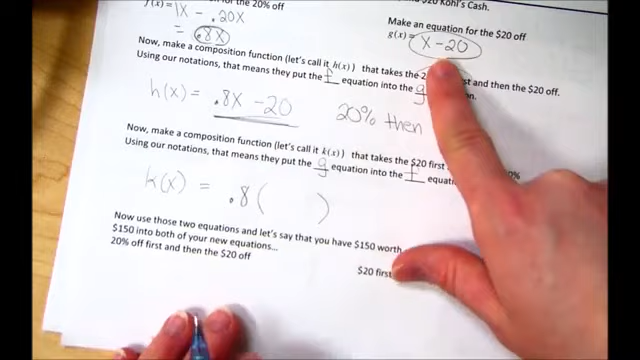 f(x) = 1X - .20X
= .8X
the 20% off
and $20 Kohl's Cash.
Make an equation for the $20 off
g(x) = x - 20
Now, make a composition function (let's call it h(x)) that takes the 2 and then the $20 off.
Using our notations, that means they put the f equation into the g
h(x) = .8X - 20
20% then
Now, make a composition function (let's call it k(x)) that takes the $20 first
Using our notations, that means they put the g equation into the f equati
k(x) = .8( )
Now use those two equations and let's say that you have $150 worth
$150 into both of your new equations...
20% off first and then the $20 off
$20 first